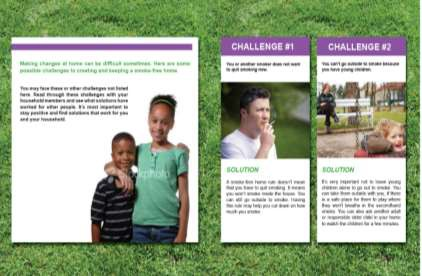 Making changes at home can be difficult sometimes. Here are some
possible challenges to creating and keeping a smoke-free home.
You may face these or other challenges not listed
here. Read through these challenges with your
household members and see what solutions have
worked for other people. It's most important to
stay positive and find solutions that work for you
and your household.
CHALLENGE #1
You or another smoker does not want
to quit smoking now.
SOLUTION
A smoke-free home rule doesn't mean
that you have to quit smoking. It means
you won't smoke inside the house. You
can still go outside to smoke. Having
this rule may help you cut down on how
much you smoke.
CHALLENGE #2
You can't go outside to smoke because
you have young children.
SOLUTION
It's very important not to leave young
children alone to go out to smoke. You
can take them outside with you, if there
is a safe place for them to play where
they won't breathe in the secondhand
smoke. You can also ask another adult
or responsible older child in your home
to watch the children for a few minutes.